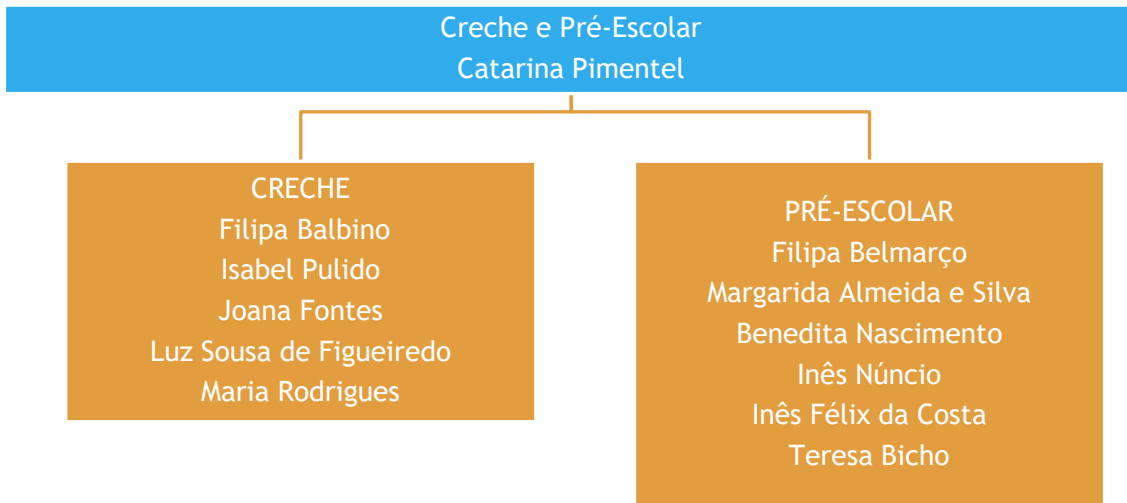 Creche e Pré-Escolar
Catarina Pimentel
CRECHE
Filipa Balbino
Isabel Pulido
Joana Fontes
Luz Sousa de Figueiredo
Maria Rodrigues
PRÉ-ESCOLAR
Filipa Belmarço
Margarida Almeida e Silva
Benedita Nascimento
Inês Núncio
Inês Félix da Costa
Teresa Bicho